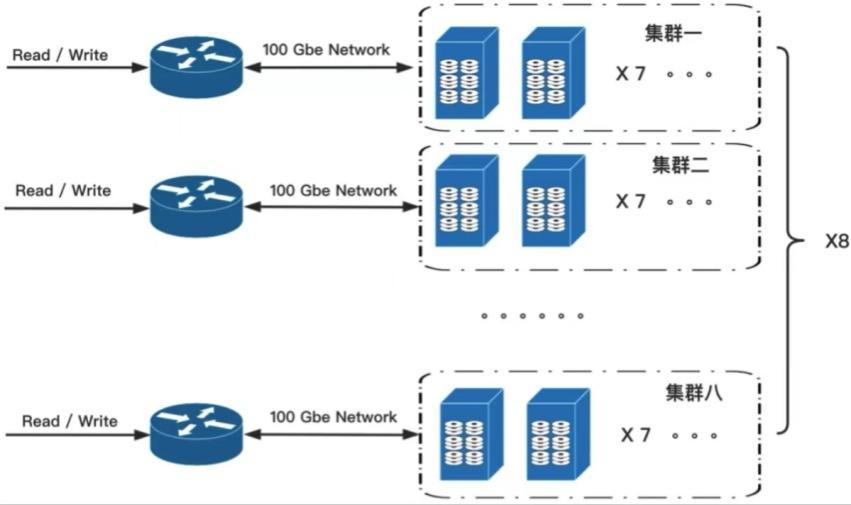 Read / Write
100 Gbe Network
集群一
X 7
Read / Write
100 Gbe Network
集群二
X 7
X8
Read / Write
100 Gbe Network
集群八
X 7